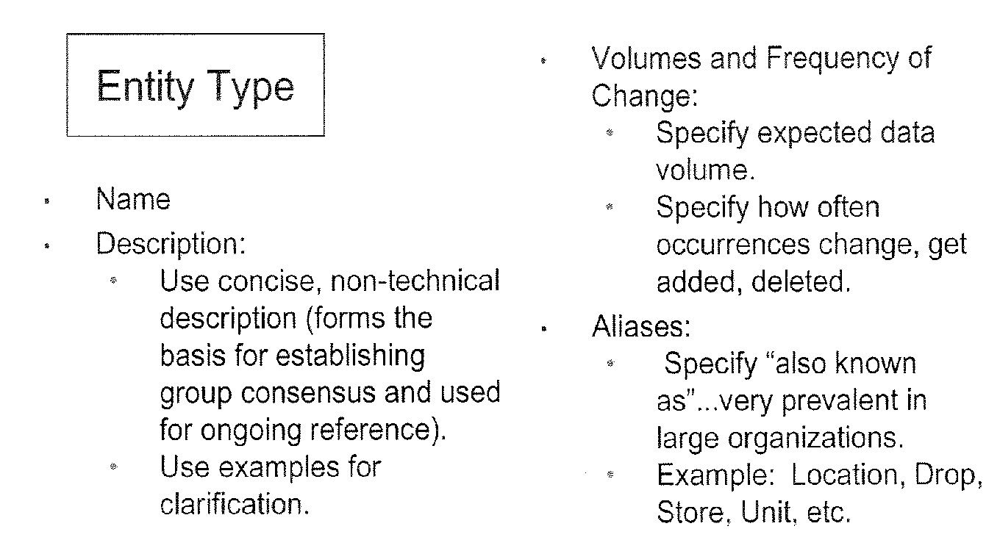 Entity Type
· Name
· Description:
• Use concise, non-technical
description (forms the
basis for establishing
group consensus and used
for ongoing reference).
• Use examples for
clarification.
· Volumes and Frequency of
Change:
• Specify expected data
volume.
• Specify how often
occurrences change, get
added, deleted.
· Aliases:
• Specify “also known
as”...very prevalent in
large organizations.
• Example: Location, Drop,
Store, Unit, etc.